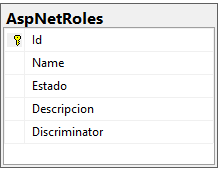 AspNetRoles
Id
Name
Estado
Descripcion
Discriminator